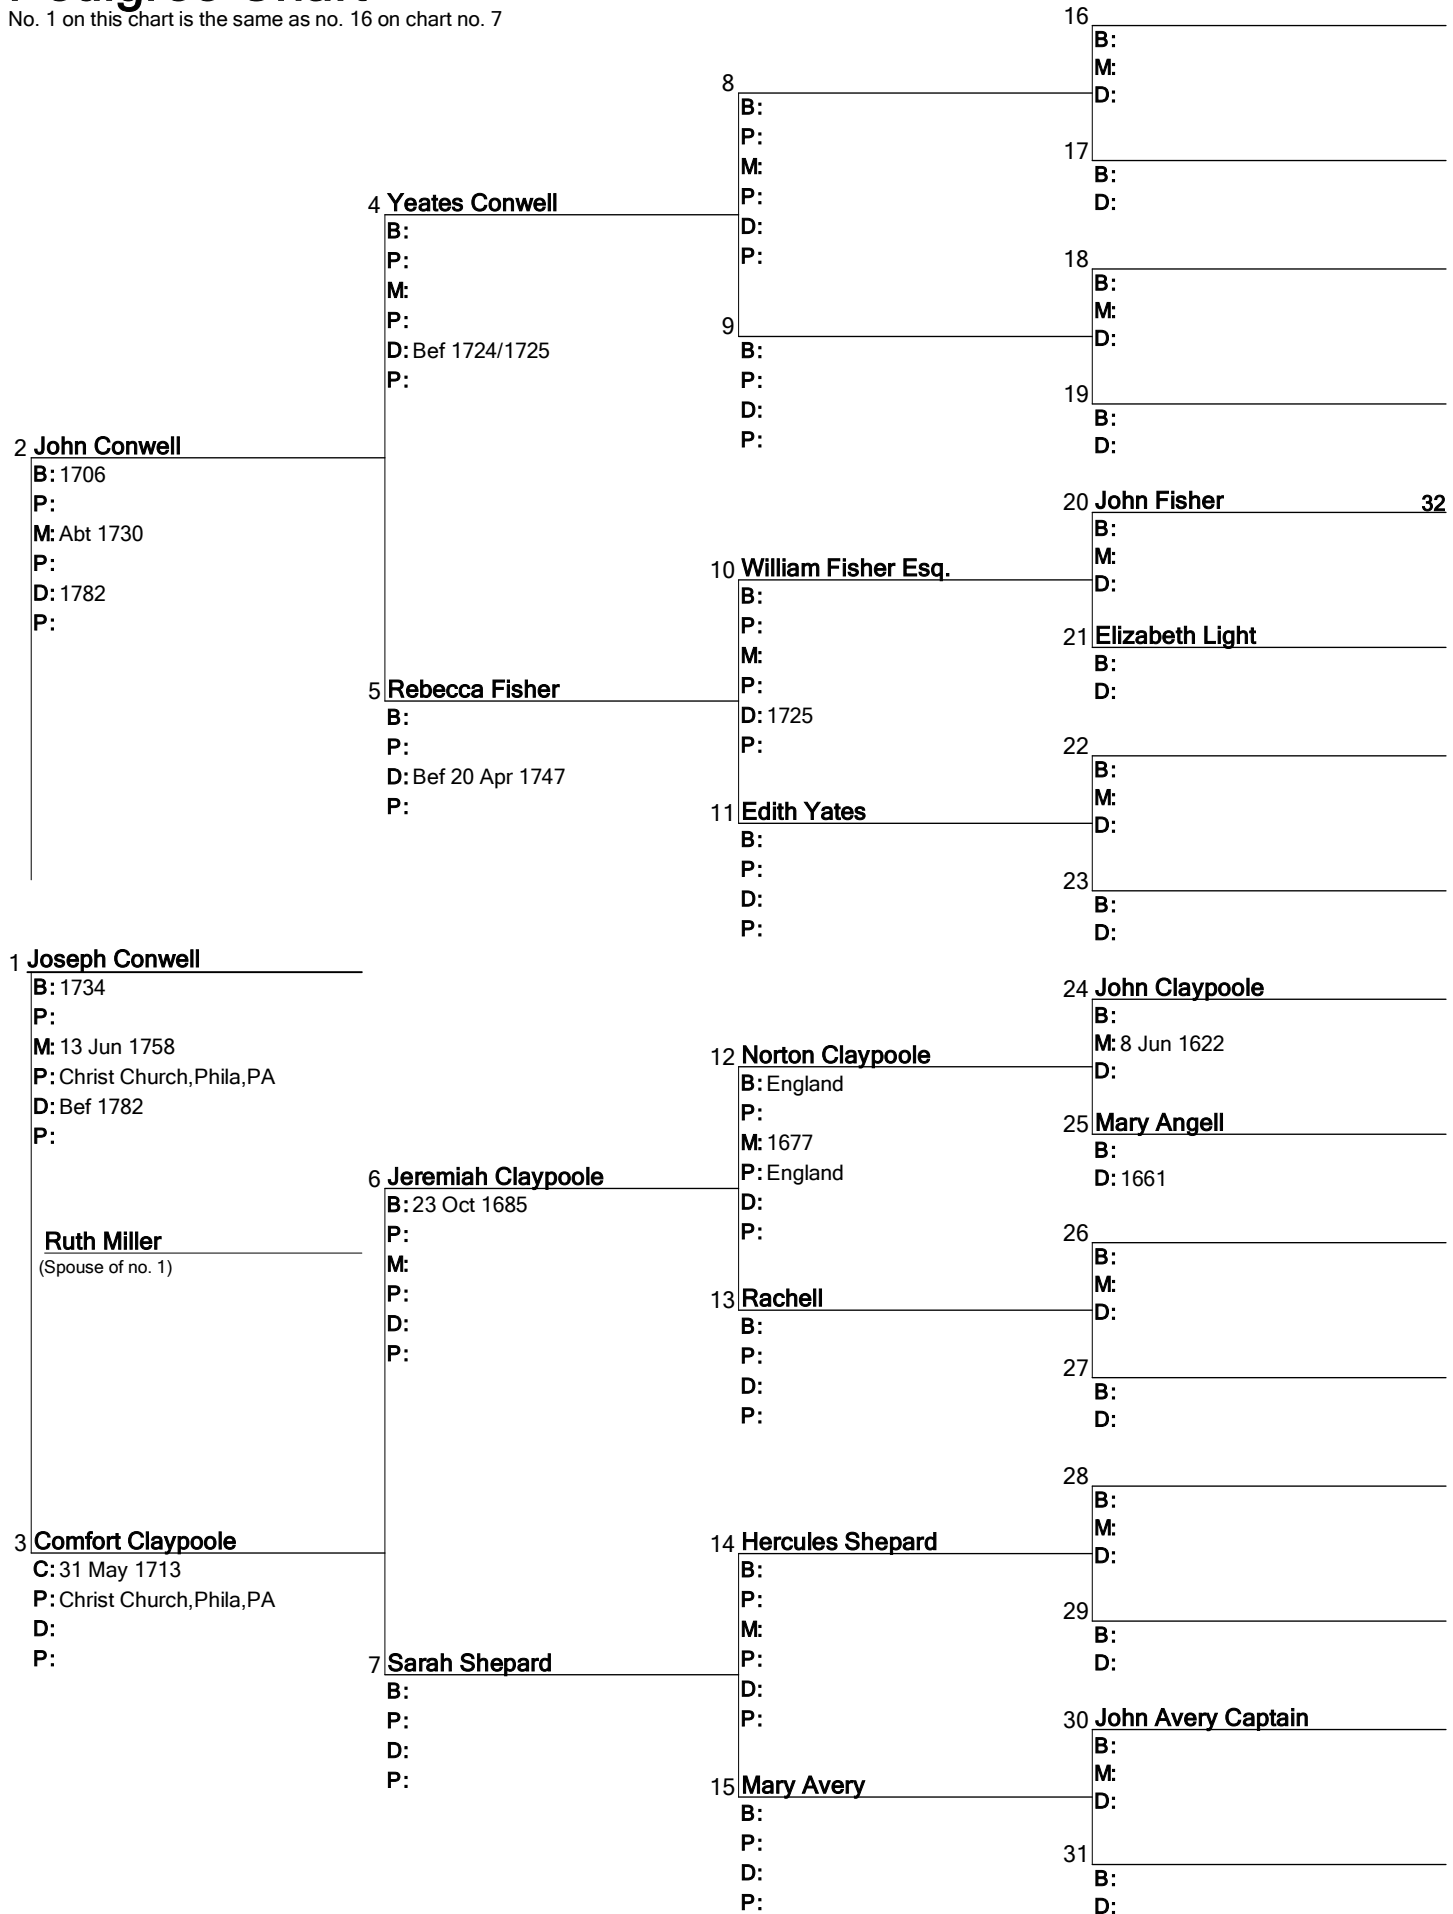 No. 1 on this chart is the same as no. 16 on chart no. 7
1 Joseph Conwell
B: 1734
P:
M: 13 Jun 1758
P: Christ Church,Phila,PA
D: Bef 1782
P:
Ruth Miller
(Spouse of no. 1)
2 John Conwell
B: 1706
P:
M: Abt 1730
P:
D: 1782
P:
3 Comfort Claypoole
C: 31 May 1713
P: Christ Church,Phila,PA
D:
P:
4 Yeates Conwell
B:
P:
M:
P:
D: Bef 1724/1725
P:
5 Rebecca Fisher
B:
P:
D: Bef 20 Apr 1747
P:
6 Jeremiah Claypoole
B: 23 Oct 1685
P:
M:
P:
D:
P:
7 Sarah Shepard
B:
P:
D:
P:
8
B:
P:
M:
P:
D:
P:
9
B:
P:
D:
P:
10 William Fisher Esq.
B:
P:
M:
P:
D: 1725
P:
11 Edith Yates
B:
P:
D:
P:
12 Norton Claypoole
B: England
P:
M: 1677
P: England
D:
P:
13 Rachell
B:
P:
D:
P:
14 Hercules Shepard
B:
P:
M:
P:
D:
P:
15 Mary Avery
B:
P:
D:
P:
16
B:
M:
D:
17
B:
D:
18
B:
M:
D:
19
B:
D:
20 John Fisher 32
B:
M:
D:
21 Elizabeth Light
B:
D:
22
B:
M:
D:
23
B:
D:
24 John Claypoole
B:
M: 8 Jun 1622
D:
25 Mary Angell
B:
D: 1661
26
B:
M:
D:
27
B:
D:
28
B:
M:
D:
29
B:
D:
30 John Avery Captain
B:
M:
D:
31
B:
D: